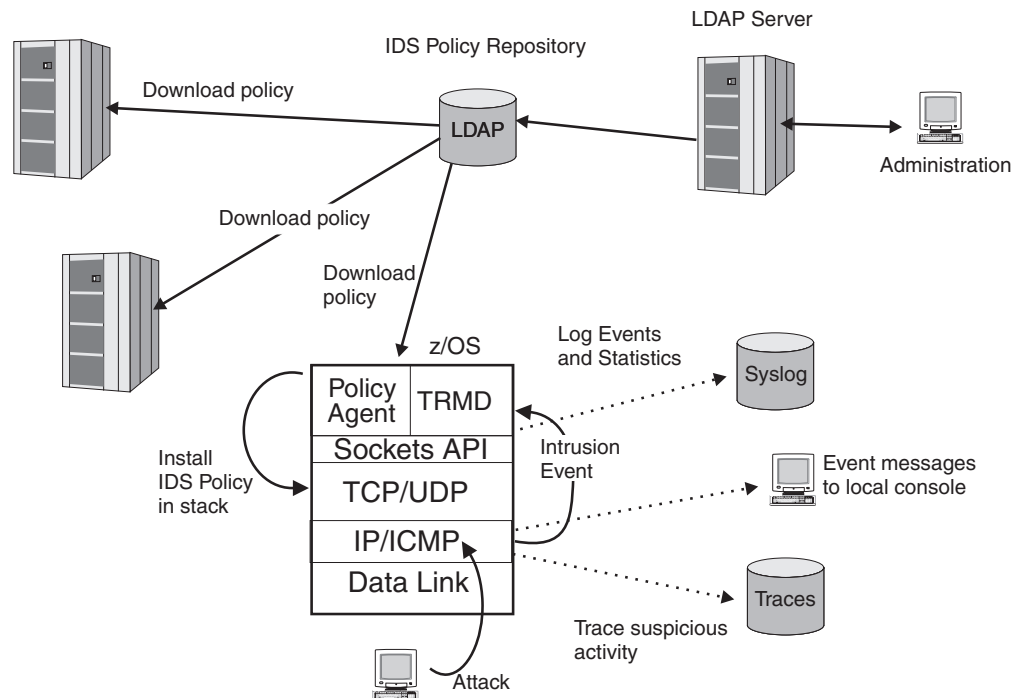 LDAP Server
IDS Policy Repository
Download policy
LDAP
Administration
Download policy
Download
policy
z/OS
Log Events
and Statistics
Policy
Agent
TRMD
Syslog
Sockets API
Intrusion
Event
Install
IDS Policy
in stack
TCP/UDP
Event messages
to local console
IP/ICMP
Data Link
Traces
Trace suspicious
activity
Attack